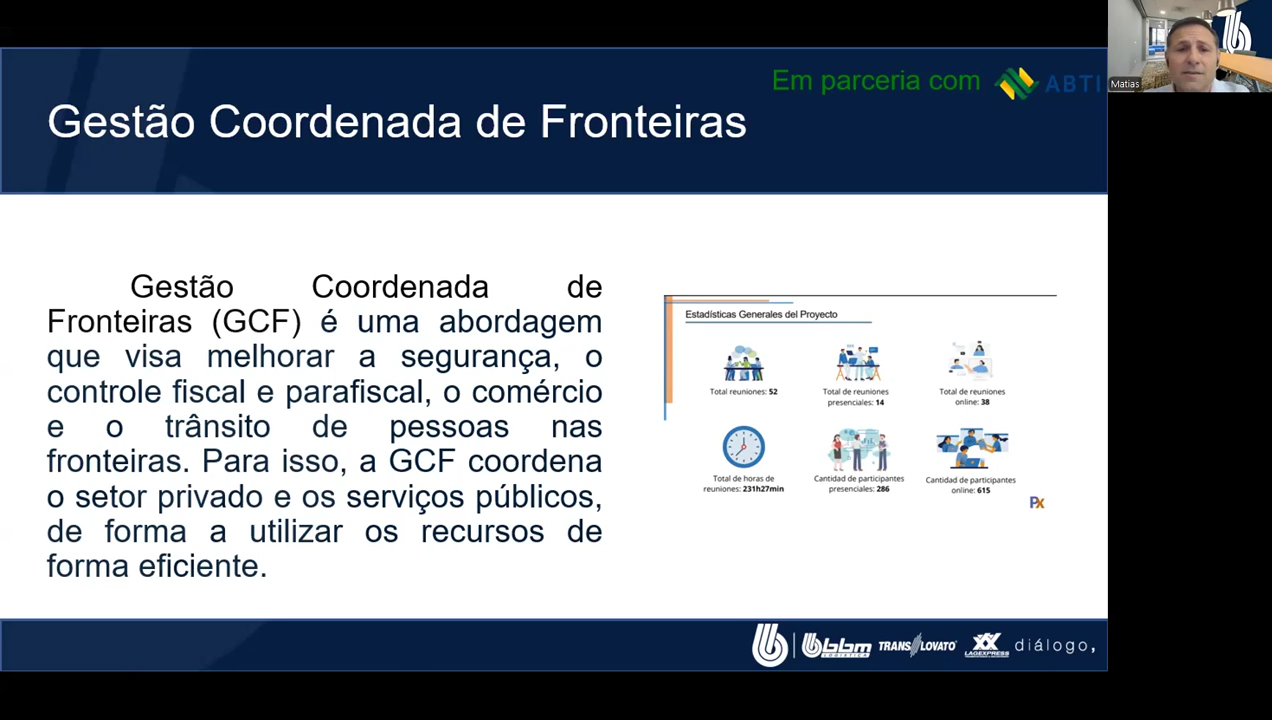 Em parceria com ABTI
Gestão Coordenada de Fronteiras
Matias
Gestão Coordenada de
Fronteiras (GCF) é uma abordagem
que visa melhorar a segurança, o
controle fiscal e parafiscal, o comércio
e o trânsito de pessoas nas
fronteiras. Para isso, a GCF coordena
o setor privado e os serviços públicos,
de forma a utilizar os recursos de
forma eficiente.
Estadísticas Generales del Proyecto
Total reuniones: 52
Total de reuniones
presenciales: 14
Total de reuniones
online: 38
Total de horas de
reuniones: 231h27min
Cantidad de participantes
presenciales: 286
Cantidad de participantes
online: 615
Px
bbm
LOGÍSTICA
TRANSLOVATO
LAGEXPRESS
diálogo,